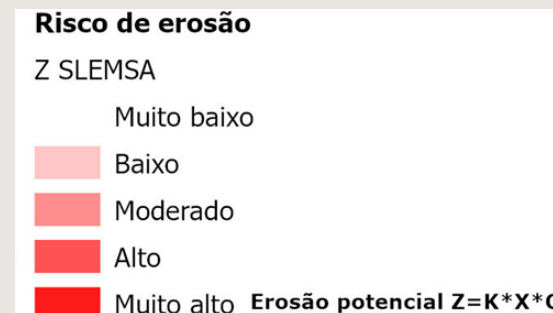 Risco de erosão
Z SLEMSA
Muito baixo
Baixo
Moderado
Alto
Muito alto Erosão potencial Z=K*X*C